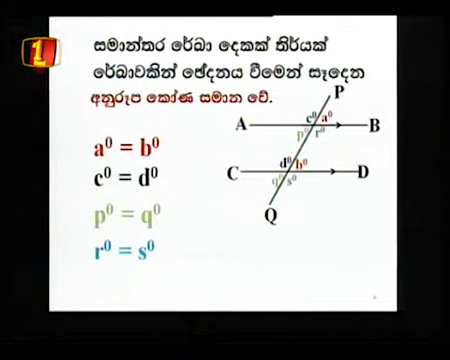 1
සමාන්තර රේඛා දෙකක් තිර්යක්
රේඛාවකින් ඡේදනය වීමෙන් සෑදෙන
අනුරූප කෝණ සමාන වේ.
P
c⁰ a⁰
A B
p⁰ r⁰
a⁰ = b⁰
c⁰ = d⁰
d⁰ b⁰
C D
q⁰ s⁰
p⁰ = q⁰
Q
r⁰ = s⁰